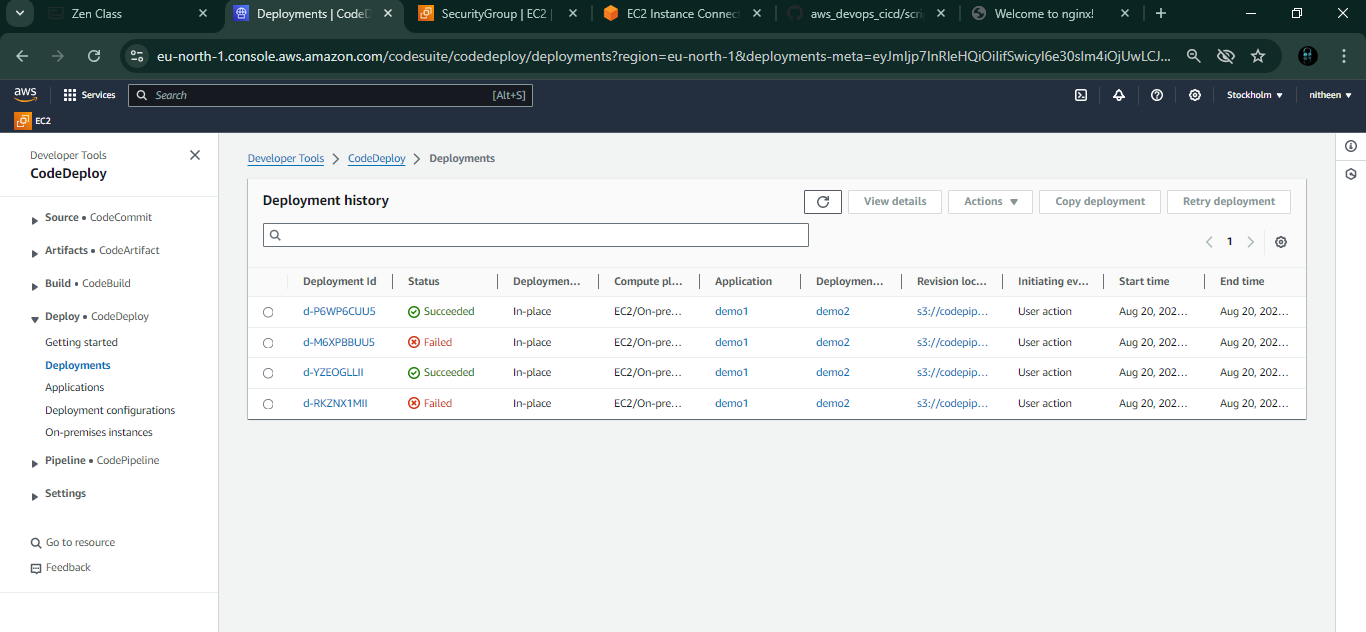 Zen Class
Deployments | CodeD
SecurityGroup | EC2 |
EC2 Instance Connect
aws_devops_cicd/scri
Welcome to nginx!
eu-north-1.console.aws.amazon.com/codesuite/codedeploy/deployments?region=eu-north-1&deployments-meta=
aws
Services
Search
[Alt+S]
Stockholm
nitheen
EC2
Developer Tools
CodeDeploy
Source • CodeCommit
Artifacts • CodeArtifact
Build • CodeBuild
Deploy • CodeDeploy
Getting started
Deployments
Applications
Deployment configurations
On-premises instances
Pipeline • CodePipeline
Settings
Go to resource
Feedback
Developer Tools
CodeDeploy
Deployments
Deployment history
View details
Actions
Copy deployment
Retry deployment
1
Deployment Id Status Deploymen... Compute pl... Application Deploymen... Revision loc... Initiating ev... Start time End time
d-P6WP6CUU5 Succeeded In-place EC2/On-pre... demo1 demo2 s3://codepip... User action Aug 20, 202... Aug 20, 202...
d-M6XPBBUU5 Failed In-place EC2/On-pre... demo1 demo2 s3://codepip... User action Aug 20, 202... Aug 20, 202...
d-YZEOGLLII Succeeded In-place EC2/On-pre... demo1 demo2 s3://codepip... User action Aug 20, 202... Aug 20, 202...
d-RKZNX1MII Failed In-place EC2/On-pre... demo1 demo2 s3://codepip... User action Aug 20, 202... Aug 20, 202...